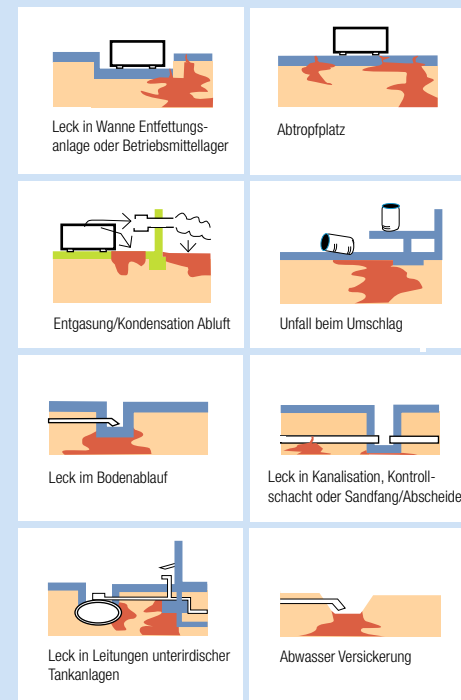 Leck in Wanne Entfettungs-
anlage oder Betriebsmittellager
Abtropfplatz
Entgasung/Kondensation Abluft
Unfall beim Umschlag
Leck im Bodenablauf
Leck in Kanalisation, Kontroll-
schacht oder Sandfang/Abscheide
Leck in Leitungen unterirdischer
Tankanlagen
Abwasser Versickerung